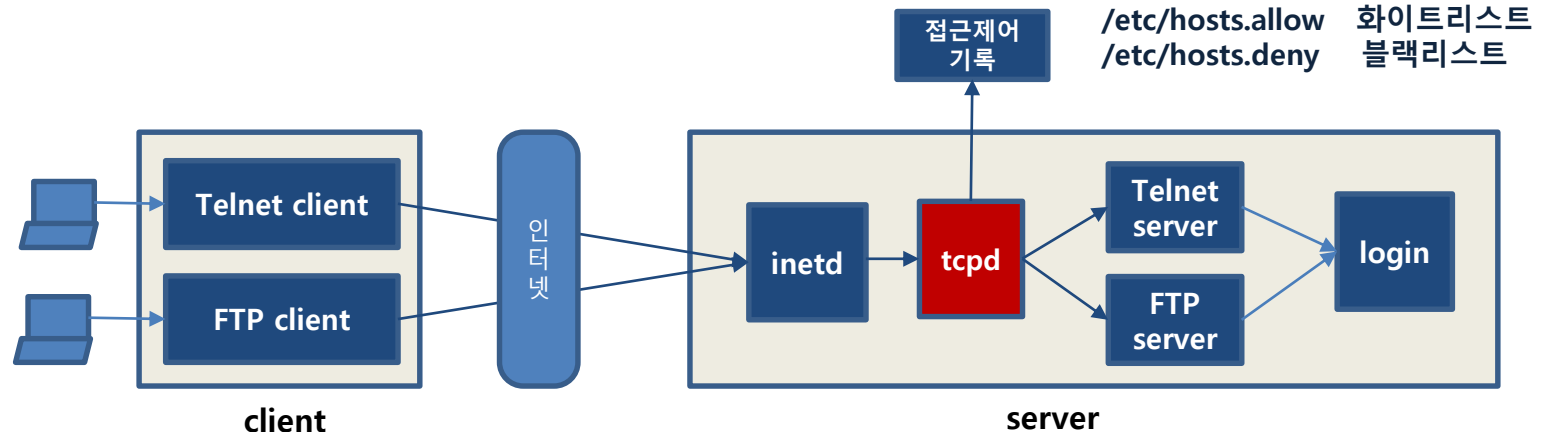 접근제어
기록
/etc/hosts.allow 화이트리스트
/etc/hosts.deny 블랙리스트
Telnet client
FTP client
client
인
터
넷
inetd
tcpd
Telnet
server
FTP
server
login
server